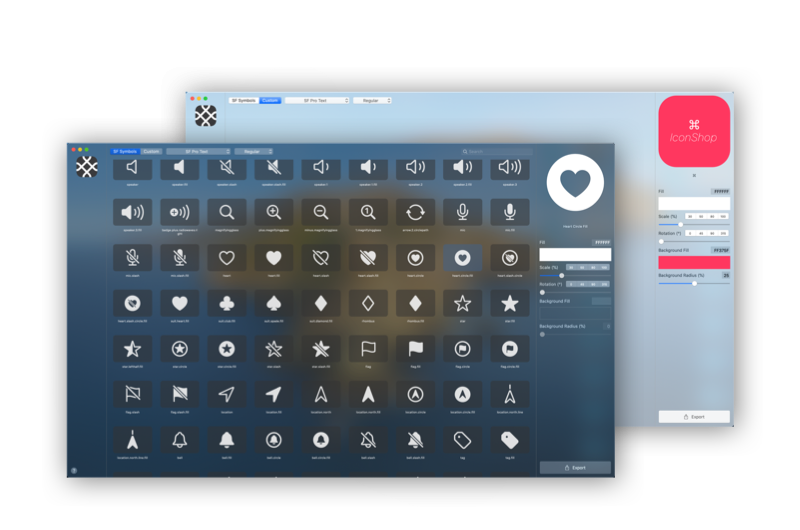 SF Symbols Custom SF Pro Text Regular
⌘
IconShop
Fill FFFFFF
Scale (%)
Rotation (°)
Background Fill FF375F
Background Radius (%) 25
Export
SF Symbols Custom SF Pro Text Regular Search
speaker speaker.fill speaker.slash speaker.slash.fill speaker.1 speaker.1.fill speaker.2 speaker.2.fill speaker.3
speaker.3.fill magnifyingglass plus.magnifyingglass minus.magnifyingglass 1.magnifyingglass mic mic.fill
mic.slash mic.slash.fill heart heart.fill heart.slash heart.slash.fill heart.circle heart.circle.fill heart.slash.circle
heart.slash.circle.fill suit.heart.fill suit.club.fill suit.spade.fill suit.diamond.fill rhombus rhombus.fill star star.fill
star.lefthalf.fill star.circle star.circle.fill star.slash star.slash.fill flag flag.fill flag.circle flag.circle.fill
flag.slash flag.slash.fill location location.fill location.north location.north.fill location.circle location.circle.fill location.north.line
location.north.line.fill bell bell.fill bell.circle bell.circle.fill bell.slash bell.slash.fill tag tag.fill
Heart Circle Fill
Fill FFFFFF
Scale (%)
Rotation (°)
Background Fill
Background Radius (%)
Export
?